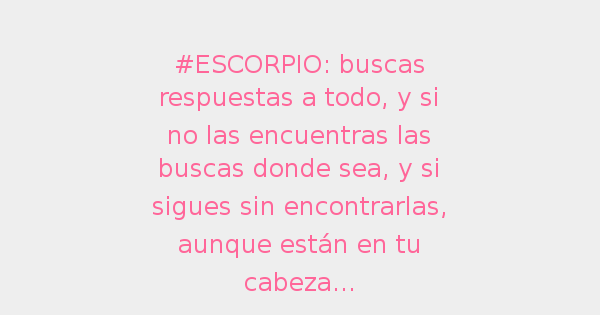 #ESCORPIO: buscas
respuestas a todo, y si
no las encuentras las
buscas donde sea, y si
sigues sin encontrarlas,
aunque están en tu
cabeza...